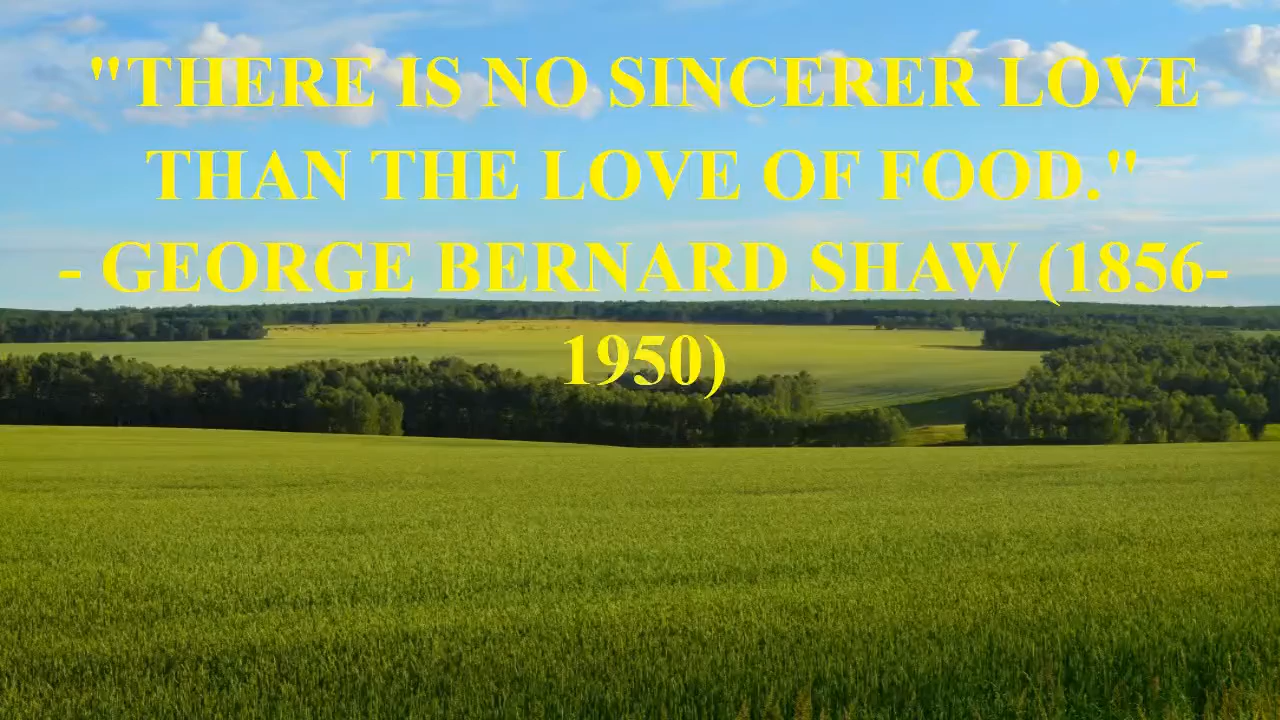 "THERE IS NO SINCERER LOVE
THAN THE LOVE OF FOOD."
- GEORGE BERNARD SHAW (1856-
1950)